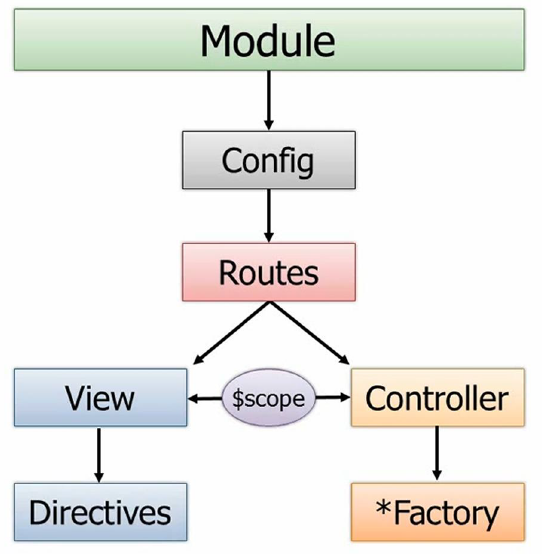 Module
Config
Routes
View
$scope
Controller
Directives
*Factory